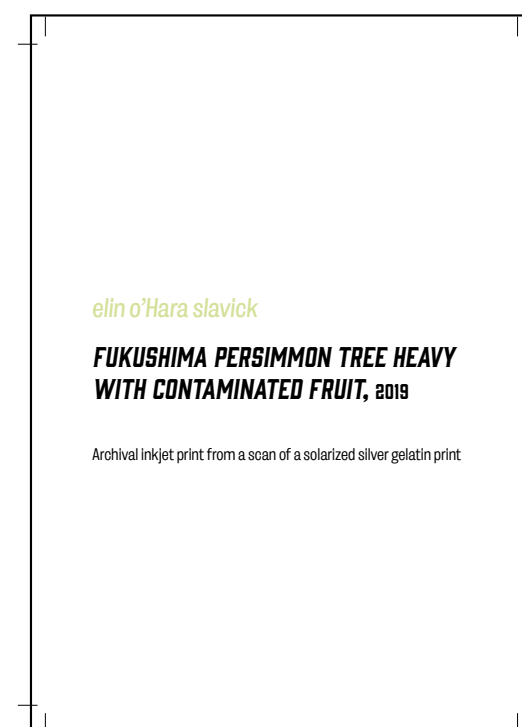 elin o’Hara slavick
FUKUSHIMA PERSIMMON TREE HEAVY
WITH CONTAMINATED FRUIT, 2019
Archival inkjet print from a scan of a solarized silver gelatin print